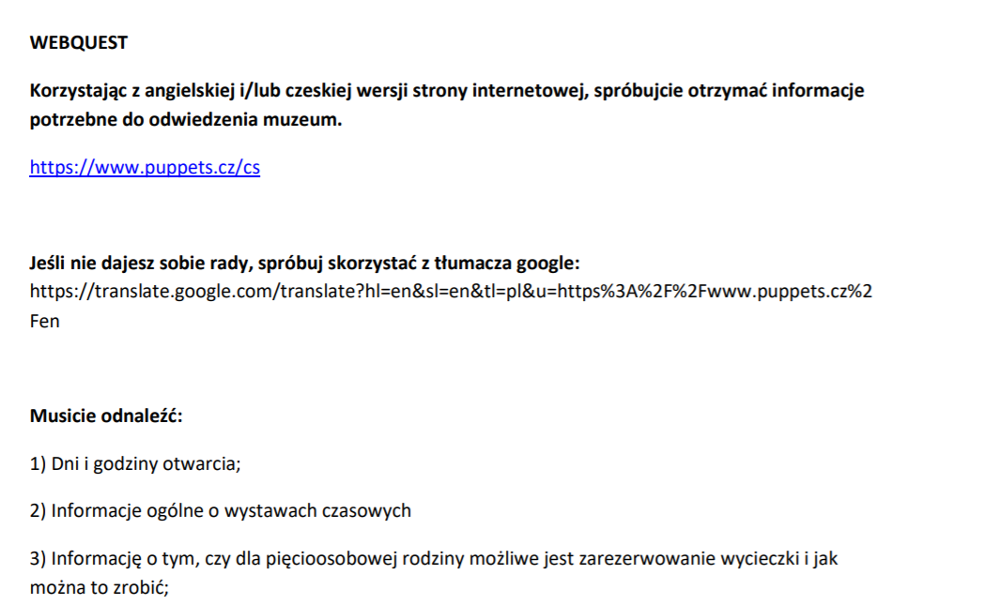 WEBQUEST
Korzystając z angielskiej i/lub czeskiej wersji strony internetowej, spróbujcie otrzymać informacje
potrzebne do odwiedzenia muzeum.
https://www.puppets.cz/cs
Jeśli nie dajesz sobie rady, spróbuj skorzystać z tłumacza google:
https://translate.google.com/translate?hl=en&sl=en&tl=pl&u=https%3A%2F%2Fwww.puppets.cz%2
Fen
Musicie odnaleźć:
1) Dni i godziny otwarcia;
2) Informacje ogólne o wystawach czasowych
3) Informację o tym, czy dla pięcioosobowej rodziny możliwe jest zarezerwowanie wycieczki i jak
można to zrobić;